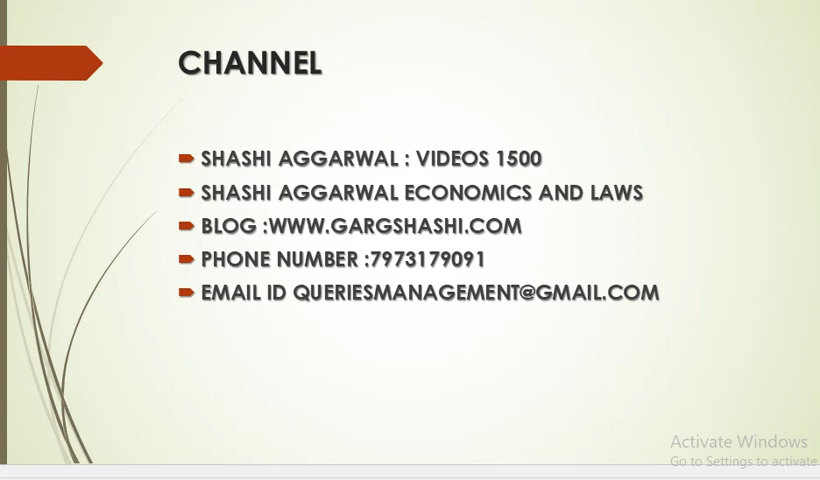 CHANNEL
SHASHI AGGARWAL : VIDEOS 1500
SHASHI AGGARWAL ECONOMICS AND LAWS
BLOG :WWW.GARGSHASHI.COM
PHONE NUMBER :7973179091
EMAIL ID QUERIESMANAGEMENT@GMAIL.COM
Activate Windows
Go to Settings to activate